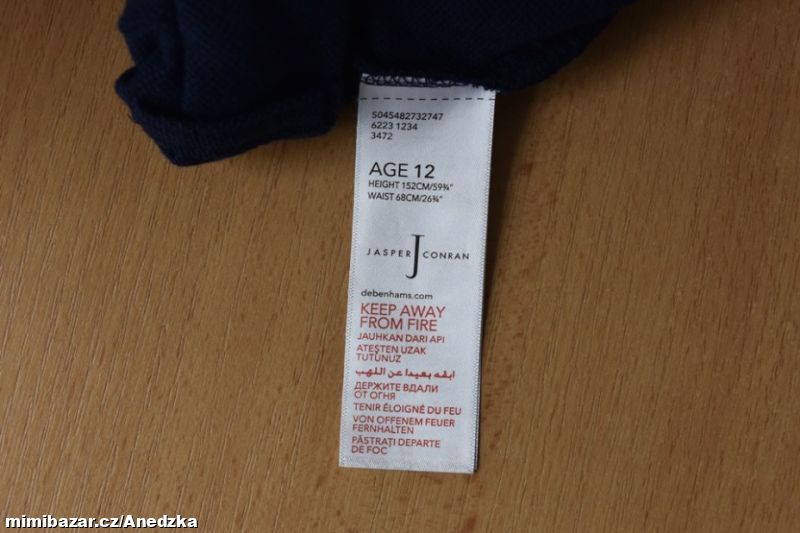 5045482732747
6223 1234
3472
AGE 12
HEIGHT 152CM/59¾"
WAIST 68CM/26¾"
JASPER J CONRAN
debenhams.com
KEEP AWAY
FROM FIRE
JAUHKAN DARI API
ATEŞTEN UZAK
TUTUNUZ
ابقه بعيدا عن اللهب
ДЕРЖИТЕ ВДАЛИ
ОТ ОГНЯ
TENIR ÉLOIGNÉ DU FEU
VON OFFENEM FEUER
FERNHALTEN
PĂSTRAȚI DEPARTE
DE FOC
mimibazar.cz/Anedzka